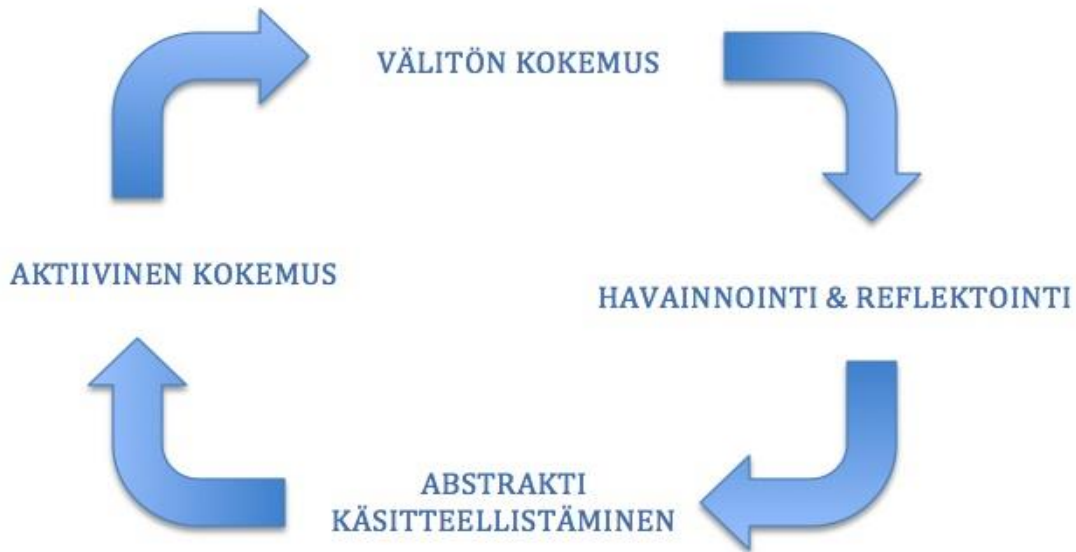 VÄLITÖN KOKEMUS
AKTIIVINEN KOKEMUS
HAVAINNOINTI & REFLEKTOINTI
ABSTRAKTI
KÄSITTEELLISTÄMINEN